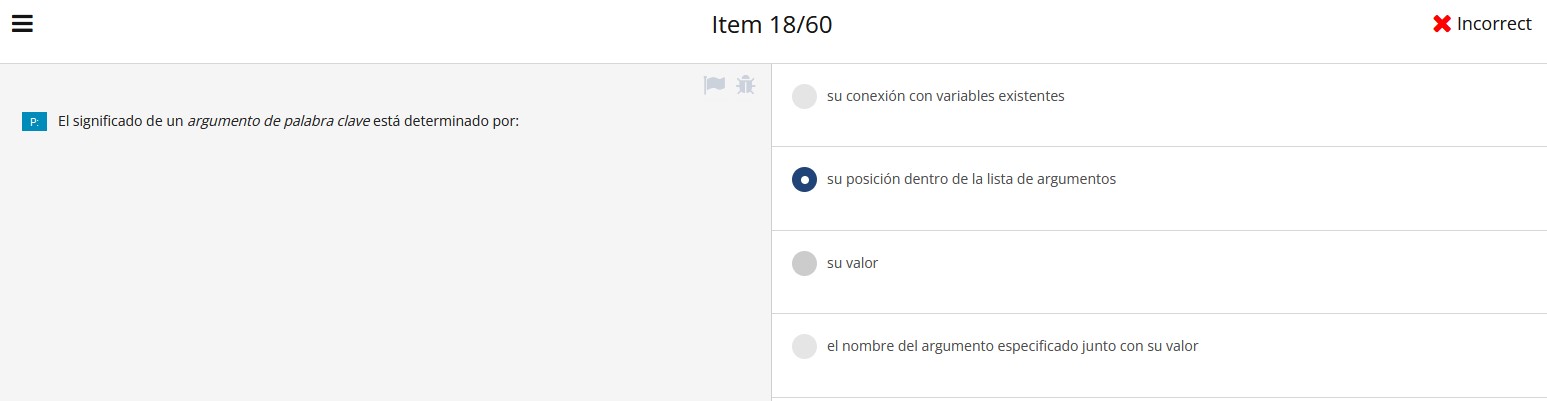 Item 18/60
Incorrect
P: El significado de un argumento de palabra clave está determinado por:
su conexión con variables existentes
su posición dentro de la lista de argumentos
su valor
el nombre del argumento especificado junto con su valor